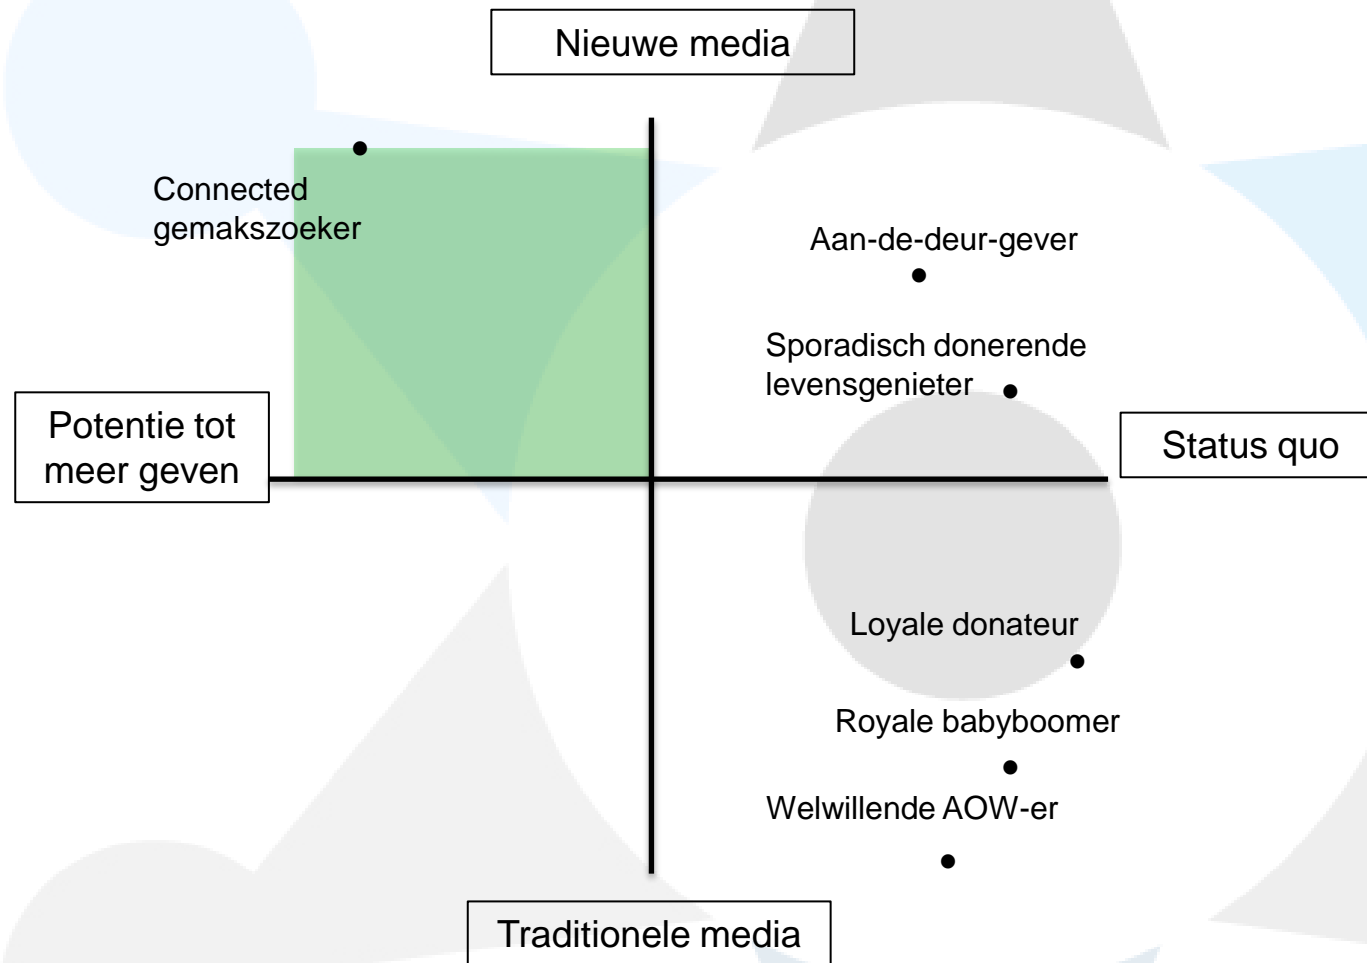 Nieuwe media
Connected
gemakszoeker
Aan-de-deur-gever
Sporadisch donerende
levensgenieter
Potentie tot
meer geven
Status quo
Loyale donateur
Royale babyboomer
Welwillende AOW-er
Traditionele media